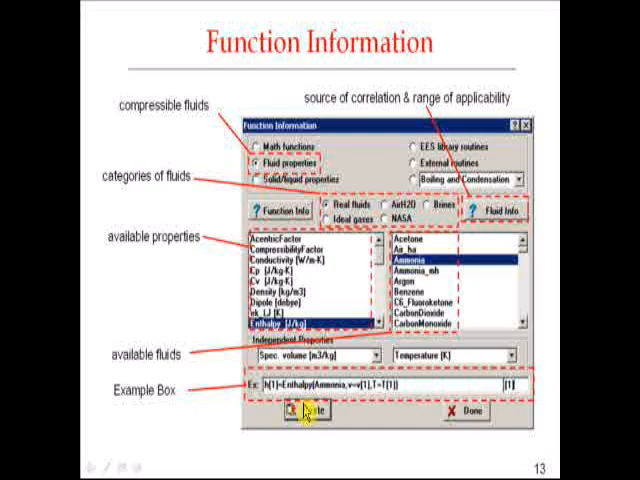 Function Information
source of correlation & range of applicability
compressible fluids
Function Information
Math functions
EES library routines
Fluid properties
External routines
Solid/liquid properties
Boiling and Condensation
categories of fluids
Real fluids
AirH2O
Brines
? Function Info
Ideal gases
NASA
? Fluid Info
available properties
AcentricFactor
CompressibilityFactor
Conductivity [W/m-K]
Cp [J/kg-K]
Cv [J/kg-K]
Density [kg/m3]
Dipole [debye]
ek_LJ [K]
Enthalpy [J/kg]
Acetone
Air_ha
Ammonia
Ammonia_mh
Argon
Benzene
C6_Fluoroketone
CarbonDioxide
CarbonMonoxide
available fluids
Independent Properties
Spec. volume [m3/kg]
Temperature [K]
Example Box
Ex: h[1]=Enthalpy(Ammonia,v=v[1],T=T[1])
[1]
Done
13